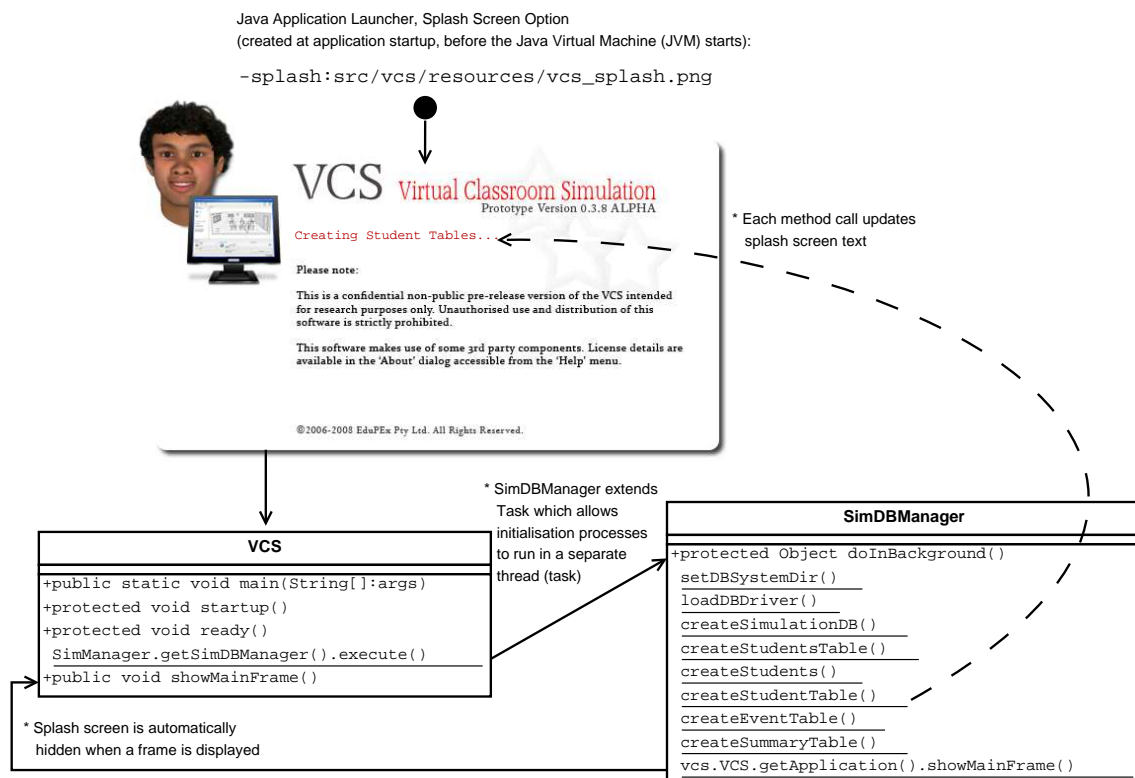 Java Application Launcher, Splash Screen Option
(created at application startup, before the Java Virtual Machine (JVM) starts):
-splash:src/vcs/resources/vcs_splash.png
VCS Virtual Classroom Simulation
Prototype Version 0.3.8 ALPHA
Creating Student Tables...
* Each method call updates
splash screen text
Please note:
This is a confidential non-public pre-release version of the VCS intended
for research purposes only. Unauthorised use and distribution of this
software is strictly prohibited.
This software makes use of some 3rd party components. License details are
available in the 'About' dialog accessible from the 'Help' menu.
©2006-2008 EduPEx Pty Ltd. All Rights Reserved.
* SimDBManager extends
Task which allows
initialisation processes
to run in a separate
thread (task)
VCS
+public static void main(String[]:args)
+protected void startup()
+protected void ready()
SimManager.getSimDBManager().execute()
+public void showMainFrame()
* Splash screen is automatically
hidden when a frame is displayed
SimDBManager
+protected Object doInBackground()
setDBSystemDir()
loadDBDriver()
createSimulationDB()
createStudentsTable()
createStudents()
createStudentTable()
createEventTable()
createSummaryTable()
vcs.VCS.getApplication().showMainFrame()